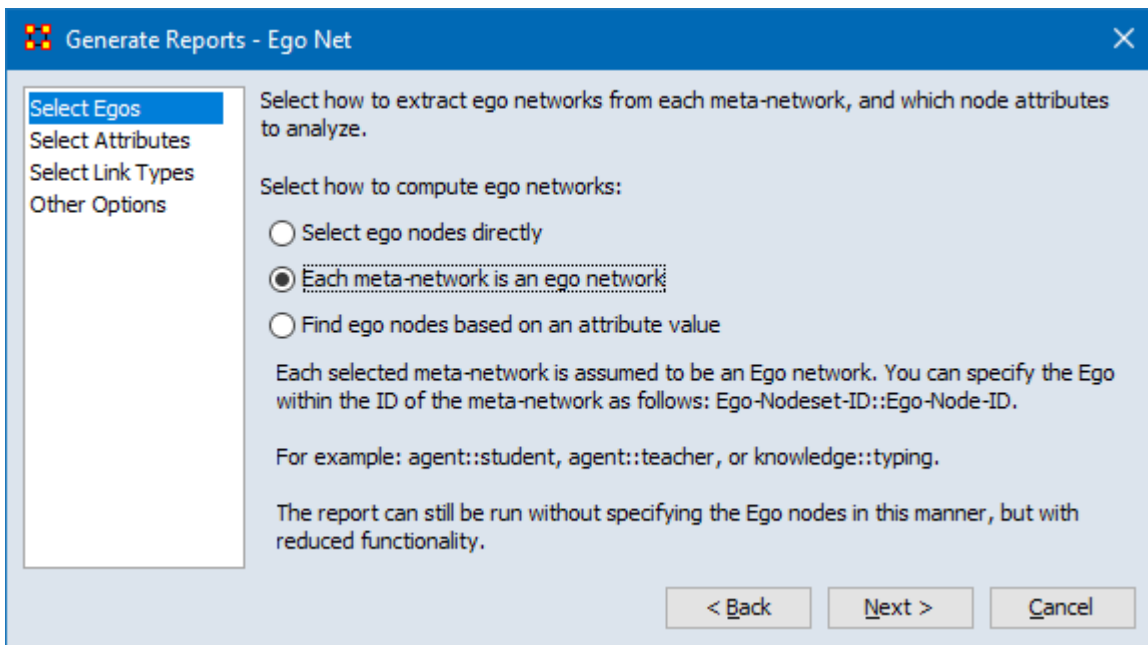 Generate Reports - Ego Net
Select Egos
Select Attributes
Select Link Types
Other Options
Select how to extract ego networks from each meta-network, and which node attributes
to analyze.
Select how to compute ego networks:
Select ego nodes directly
Each meta-network is an ego network
Find ego nodes based on an attribute value
Each selected meta-network is assumed to be an Ego network. You can specify the Ego
within the ID of the meta-network as follows: Ego-Nodeset-ID::Ego-Node-ID.
For example: agent::student, agent::teacher, or knowledge::typing.
The report can still be run without specifying the Ego nodes in this manner, but with
reduced functionality.
< Back
Next >
Cancel